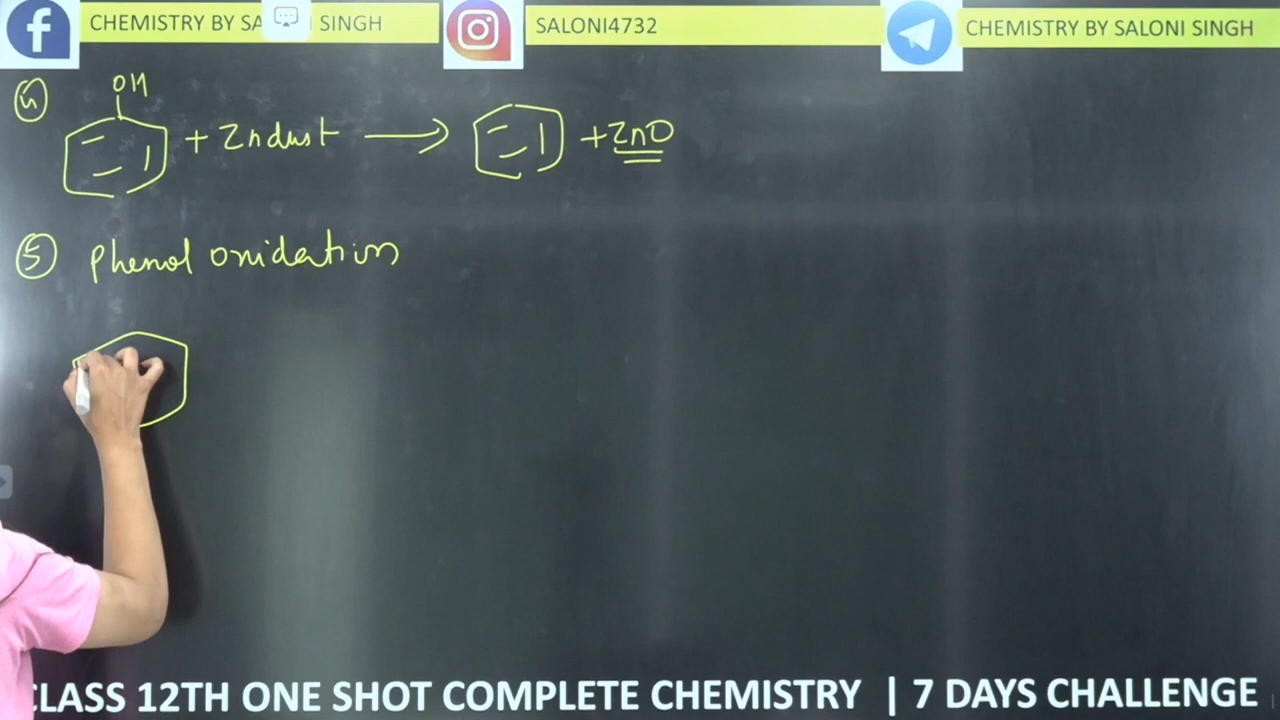 CHEMISTRY BY SA SINGH
SALONI4732
CHEMISTRY BY SALONI SINGH
④ OH
+ Zn dust ⟶ + ZnO
⑤ Phenol oxidation
CLASS 12TH ONE SHOT COMPLETE CHEMISTRY | 7 DAYS CHALLENGE